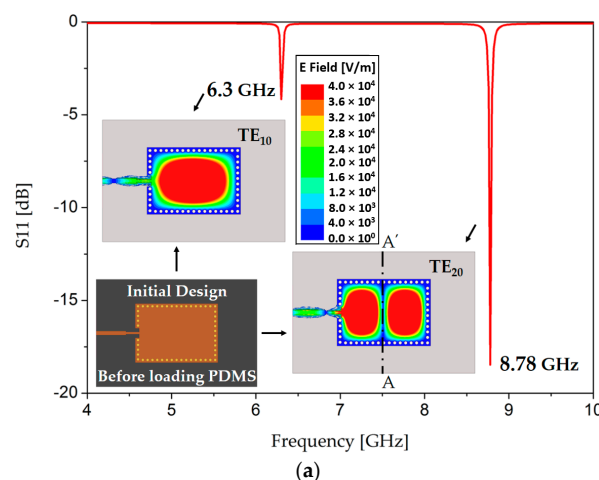 0
6.3 GHz
E Field [V/m]
4.0 × 10⁴
3.6 × 10⁴
3.2 × 10⁴
2.8 × 10⁴
2.4 × 10⁴
2.0 × 10⁴
1.6 × 10⁴
1.2 × 10⁴
8.0 × 10³
4.0 × 10³
0.0 × 10⁰
-5
TE₁₀
S11 [dB]
-10
A′
TE₂₀
Initial Design
-15
Before loading PDMS
A
8.78 GHz
-20
4 5 6 7 8 9 10
Frequency [GHz]
(a)